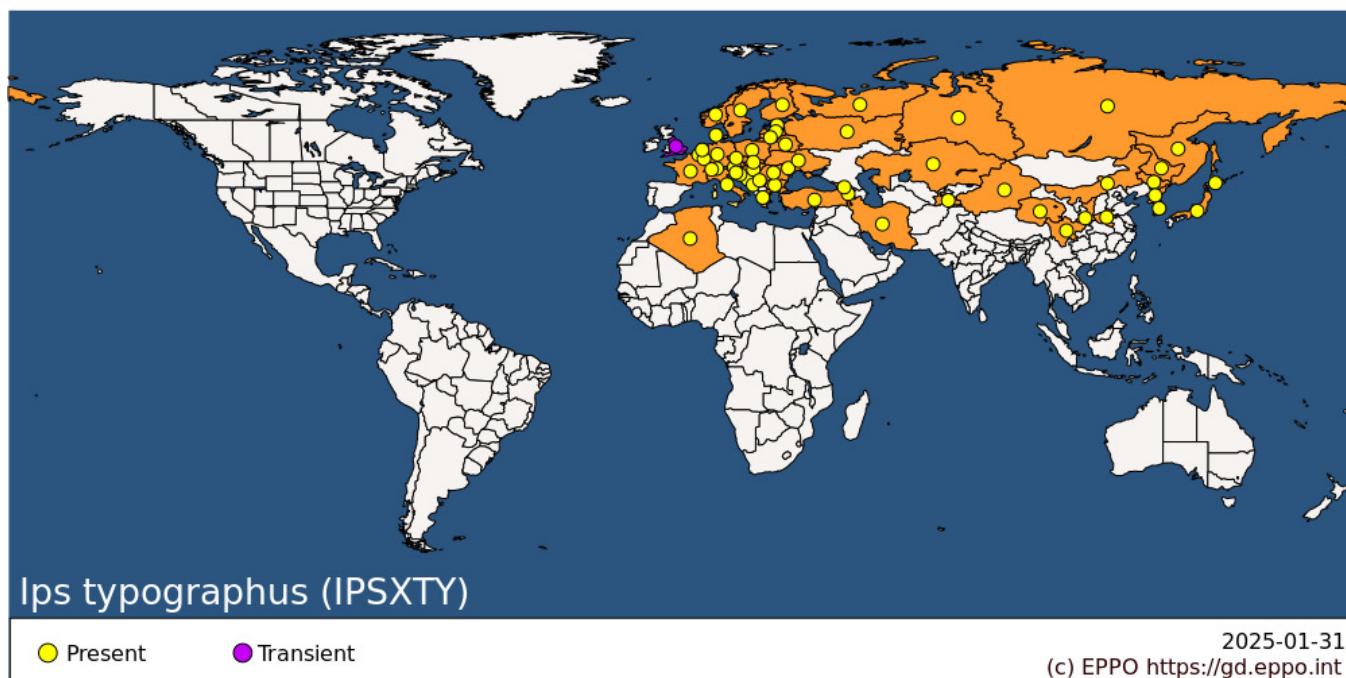 Ips typographus (IPSXTY)
Present
Transient
2025-01-31
(c) EPPO https://gd.eppo.int